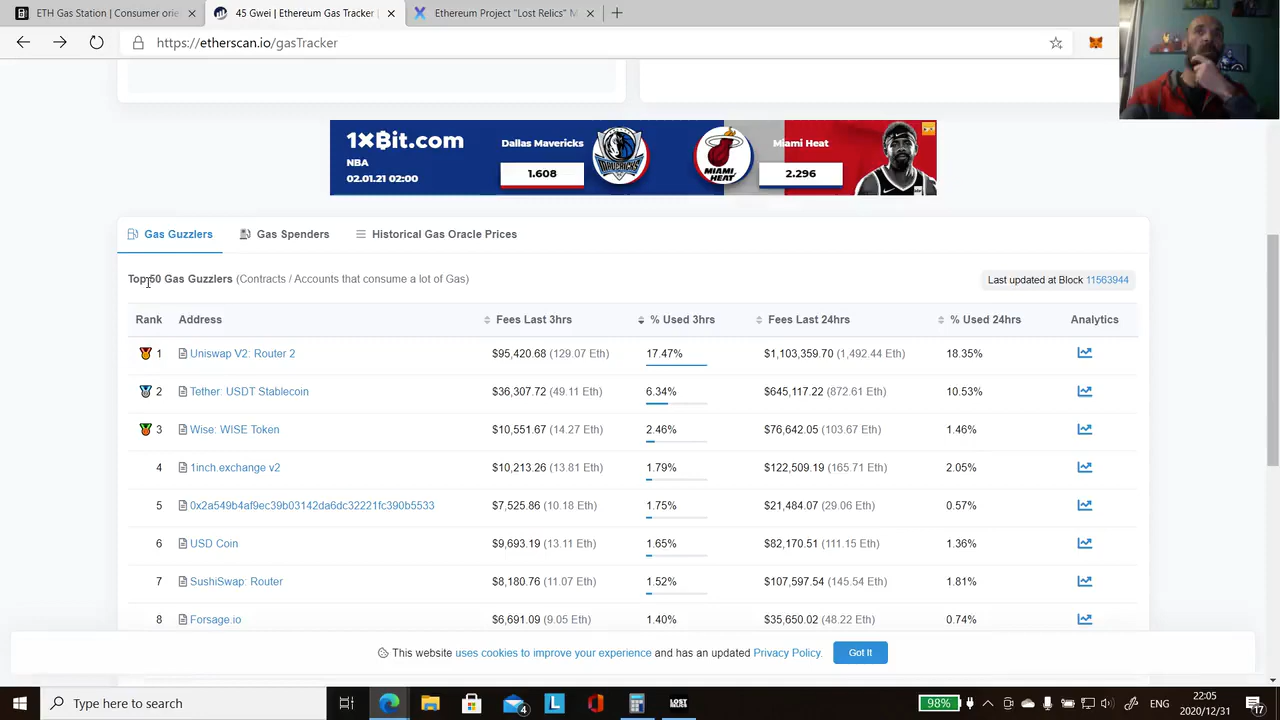 ETH Gas Station | Consumer orie
45 Gwei | Ethereum Gas Tracker |
Ethereum Project "Lost Relics" M
https://etherscan.io/gasTracker
1xBit.com
NBA
02.01.21 02:00
Dallas Mavericks
1.608
MIAMI HEAT
Miami Heat
2.296
Gas Guzzlers
Gas Spenders
Historical Gas Oracle Prices
Top 50 Gas Guzzlers (Contracts / Accounts that consume a lot of Gas)
Last updated at Block 11563944
Rank Address Fees Last 3hrs % Used 3hrs Fees Last 24hrs % Used 24hrs Analytics
1 Uniswap V2: Router 2 $95,420.68 (129.07 Eth) 17.47% $1,103,359.70 (1,492.44 Eth) 18.35%
2 Tether: USDT Stablecoin $36,307.72 (49.11 Eth) 6.34% $645,117.22 (872.61 Eth) 10.53%
3 Wise: WISE Token $10,551.67 (14.27 Eth) 2.46% $76,642.05 (103.67 Eth) 1.46%
4 1inch.exchange v2 $10,213.26 (13.81 Eth) 1.79% $122,509.19 (165.71 Eth) 2.05%
5 0x2a549b4af9ec39b03142da6dc32221fc390b5533 $7,525.86 (10.18 Eth) 1.75% $21,484.07 (29.06 Eth) 0.57%
6 USD Coin $9,693.19 (13.11 Eth) 1.65% $82,170.51 (111.15 Eth) 1.36%
7 SushiSwap: Router $8,180.76 (11.07 Eth) 1.52% $107,597.54 (145.54 Eth) 1.81%
8 Forsage.io $6,691.09 (9.05 Eth) 1.40% $35,650.02 (48.22 Eth) 0.74%
This website uses cookies to improve your experience and has an updated Privacy Policy.
Got It
Type here to search
4
L
LOST RELICS
98%
ENG
22:05
2020/12/31
17